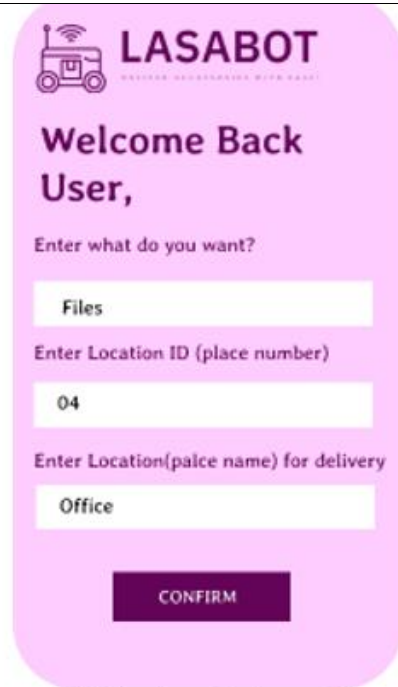 LASABOT
Welcome Back
User,
Enter what do you want?
Files
Enter Location ID (place number)
04
Enter Location(palce name) for delivery
Office
CONFIRM